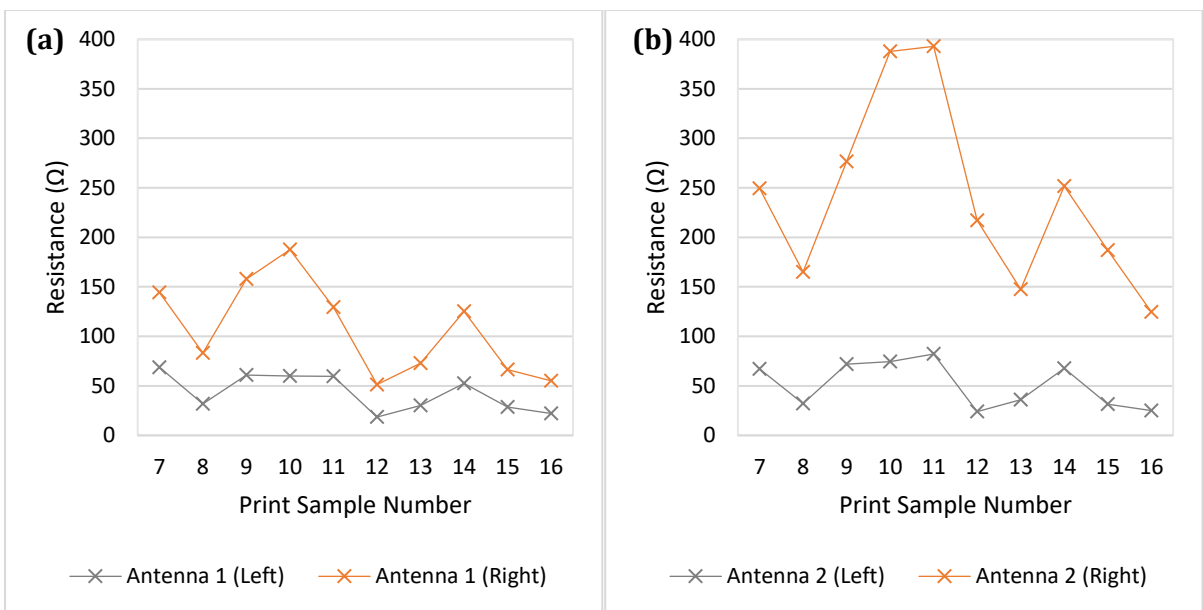 (a)
400
350
300
250
200
150
100
50
0
Resistance (Ω)
7 8 9 10 11 12 13 14 15 16
Print Sample Number
Antenna 1 (Left) Antenna 1 (Right)
(b)
400
350
300
250
200
150
100
50
0
Resistance (Ω)
7 8 9 10 11 12 13 14 15 16
Print Sample Number
Antenna 2 (Left) Antenna 2 (Right)